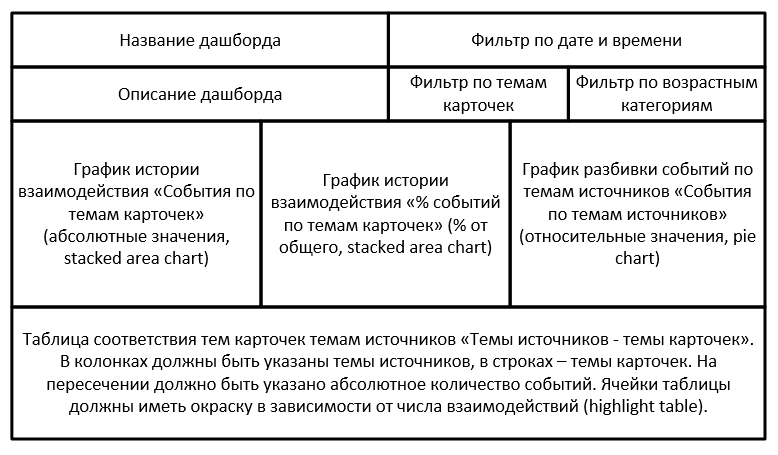 Название дашборда
Фильтр по дате и времени
Описание дашборда
Фильтр по темам
карточек
Фильтр по возрастным
категориям
График истории
взаимодействия «События по
темам карточек»
(абсолютные значения,
stacked area chart)
График истории
взаимодействия «% событий
по темам карточек» (% от
общего, stacked area chart)
График разбивки событий по
темам источников «События
по темам источников»
(относительные значения, pie
chart)
Таблица соответствия тем карточек темам источников «Темы источников - темы карточек».
В колонках должны быть указаны темы источников, в строках – темы карточек. На
пересечении должно быть указано абсолютное количество событий. Ячейки таблицы
должны иметь окраску в зависимости от числа взаимодействий (highlight table).